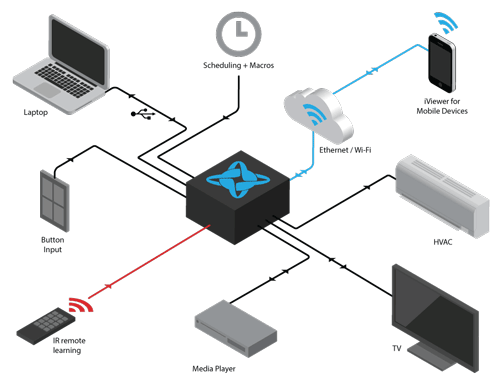 Scheduling + Macros
iViewer for
Mobile Devices
Laptop
Ethernet / Wi-Fi
Button
Input
HVAC
IR remote
learning
Media Player
TV